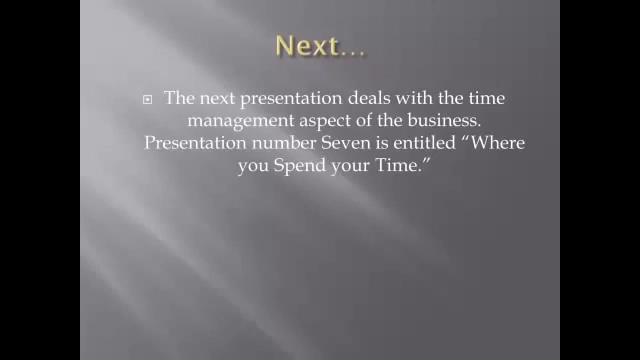 Next...
The next presentation deals with the time
management aspect of the business.
Presentation number Seven is entitled “Where
you Spend your Time.”